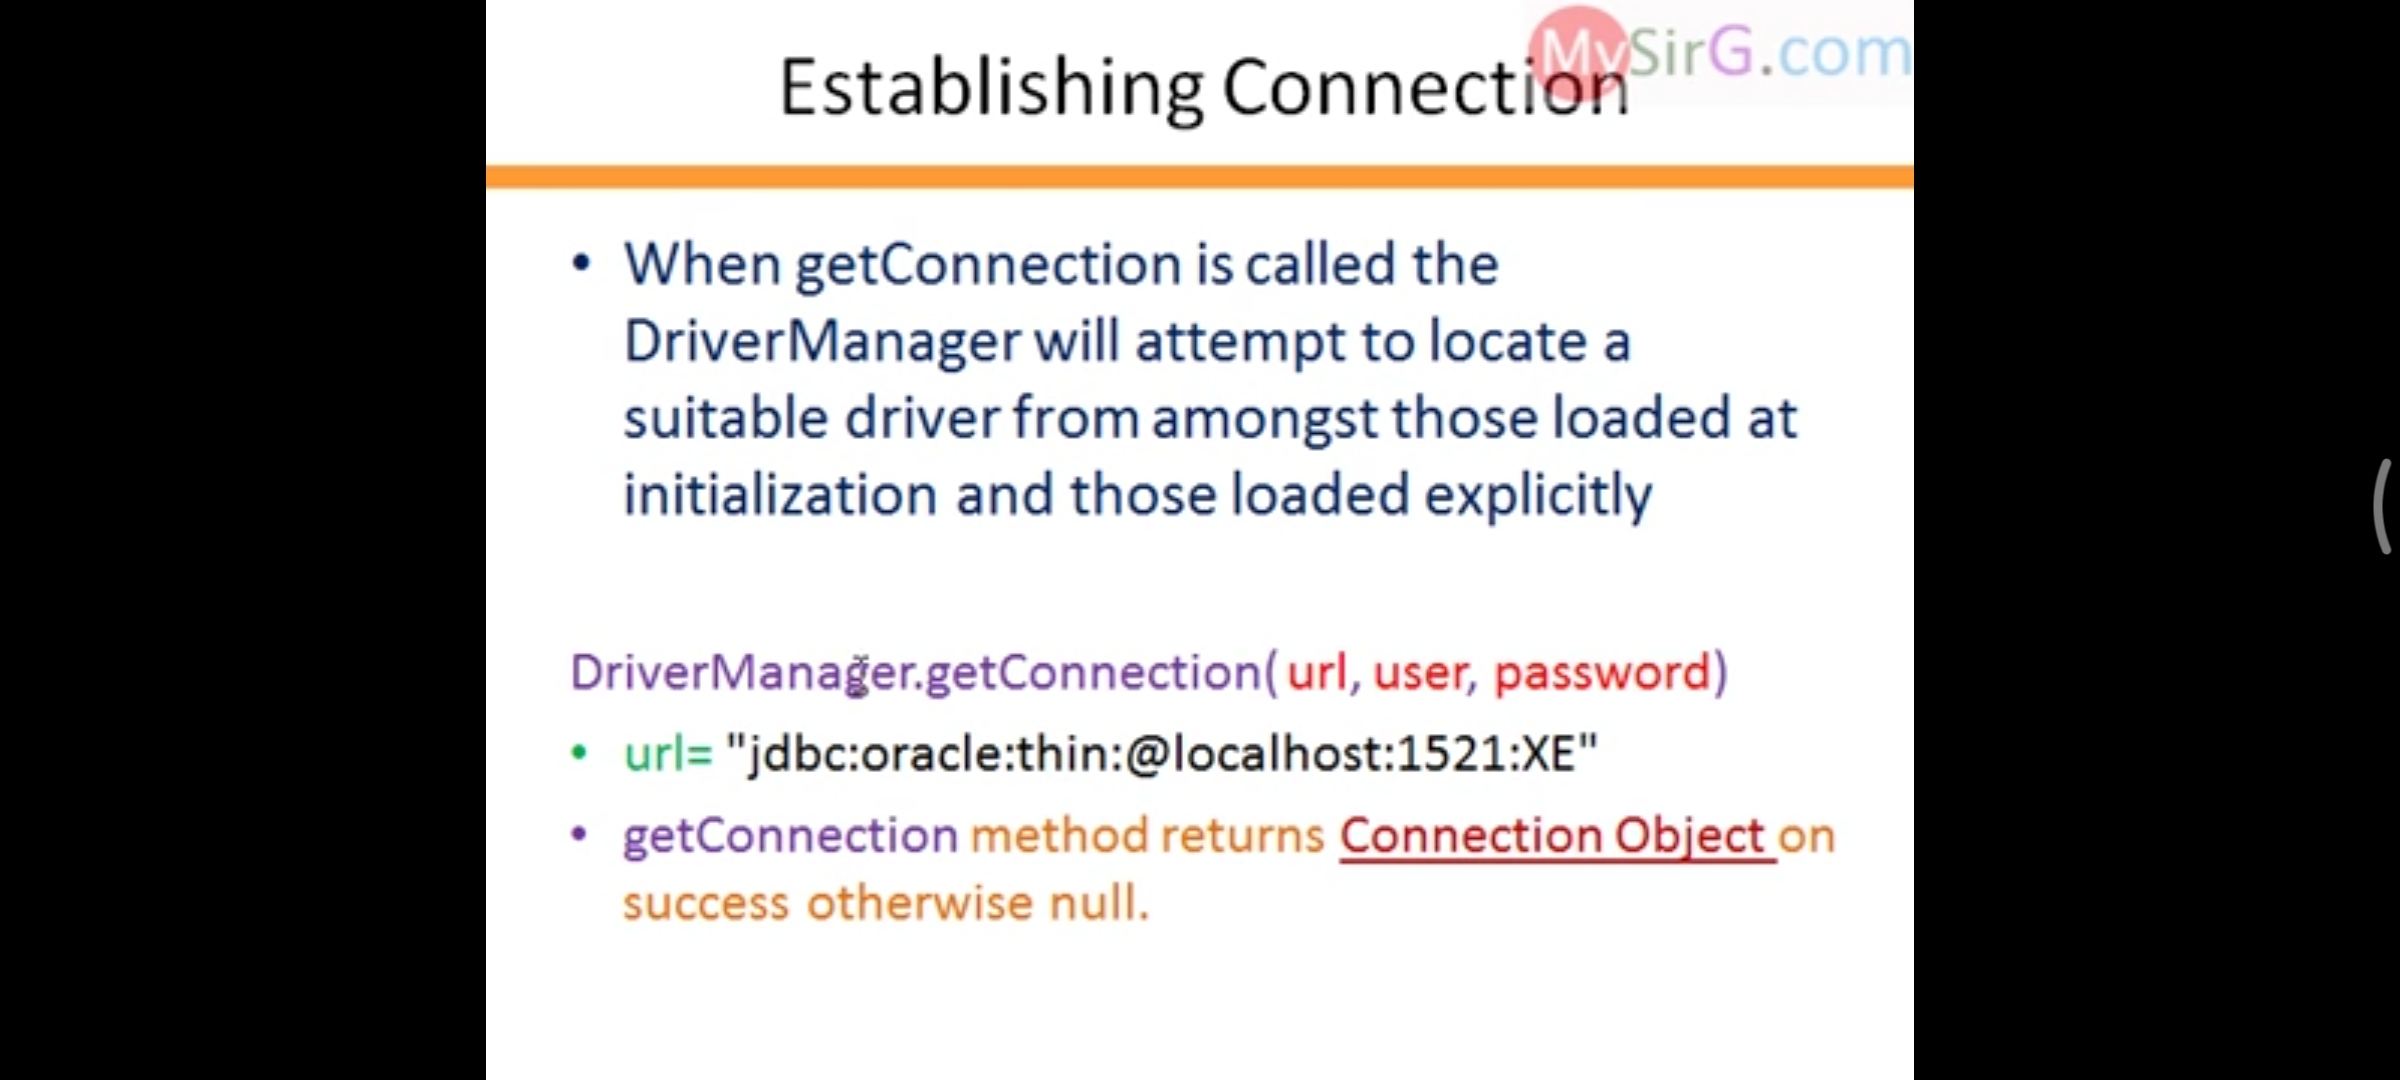 MySirG.com
Establishing Connection
• When getConnection is called the
DriverManager will attempt to locate a
suitable driver from amongst those loaded at
initialization and those loaded explicitly
DriverManager.getConnection( url, user, password)
• url= "jdbc:oracle:thin:@localhost:1521:XE"
• getConnection method returns Connection Object on
success otherwise null.